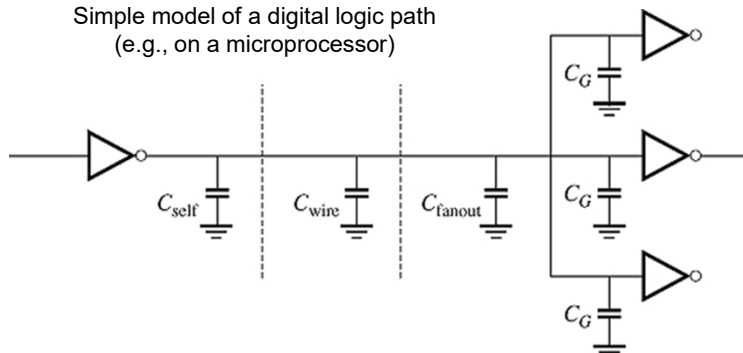 Simple model of a digital logic path
(e.g., on a microprocessor)
C_G
C_self
C_wire
C_fanout
C_G
C_G